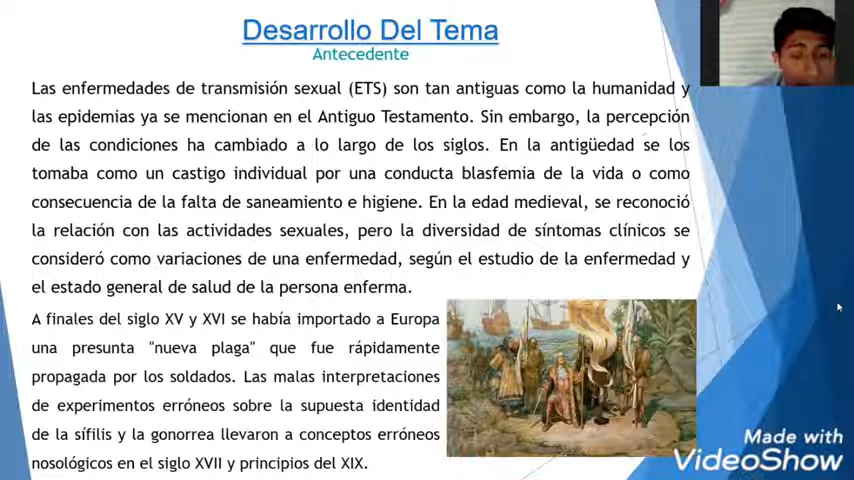 Desarrollo Del Tema
Antecedente
Las enfermedades de transmisión sexual (ETS) son tan antiguas como la humanidad y
las epidemias ya se mencionan en el Antiguo Testamento. Sin embargo, la percepción
de las condiciones ha cambiado a lo largo de los siglos. En la antigüedad se los
tomaba como un castigo individual por una conducta blasfemia de la vida o como
consecuencia de la falta de saneamiento e higiene. En la edad medieval, se reconoció
la relación con las actividades sexuales, pero la diversidad de síntomas clínicos se
consideró como variaciones de una enfermedad, según el estudio de la enfermedad y
el estado general de salud de la persona enferma.
A finales del siglo XV y XVI se había importado a Europa
una presunta "nueva plaga" que fue rápidamente
propagada por los soldados. Las malas interpretaciones
de experimentos erróneos sobre la supuesta identidad
de la sífilis y la gonorrea llevaron a conceptos erróneos
nosológicos en el siglo XVII y principios del XIX.
Made with
VideoShow